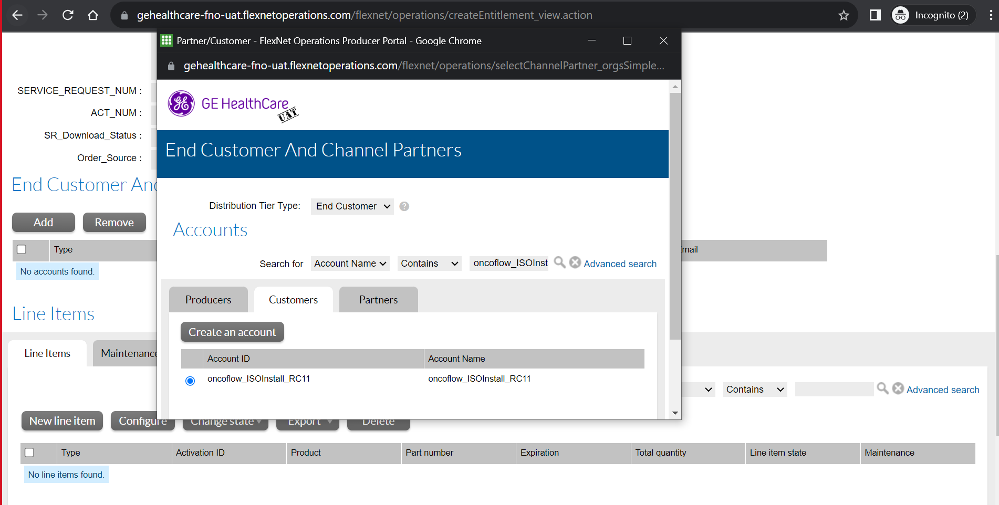 gehealthcare-fno-uat.flexnetoperations.com/flexnet/operations/createEntitlement_view.action
Incognito (2)
Partner/Customer - FlexNet Operations Producer Portal - Google Chrome
gehealthcare-fno-uat.flexnetoperations.com/flexnet/operations/selectChannelPartner_orgsSimple...
SERVICE_REQUEST_NUM :
ACT_NUM :
SR_Download_Status :
Order_Source :
End Customer And
Add
Remove
Type
mail
No accounts found.
GE HealthCare
UAT
End Customer And Channel Partners
Distribution Tier Type: End Customer ?
Accounts
Search for Account Name Contains oncoflow_ISOInst Advanced search
Producers
Customers
Partners
Create an account
Account ID Account Name
oncoflow_ISOInstall_RC11 oncoflow_ISOInstall_RC11
Line Items
Line Items
Maintenance
Contains
Advanced search
New line item
Configure
Change state
Export
Delete
Type Activation ID Product Part number Expiration Total quantity Line item state Maintenance
No line items found.